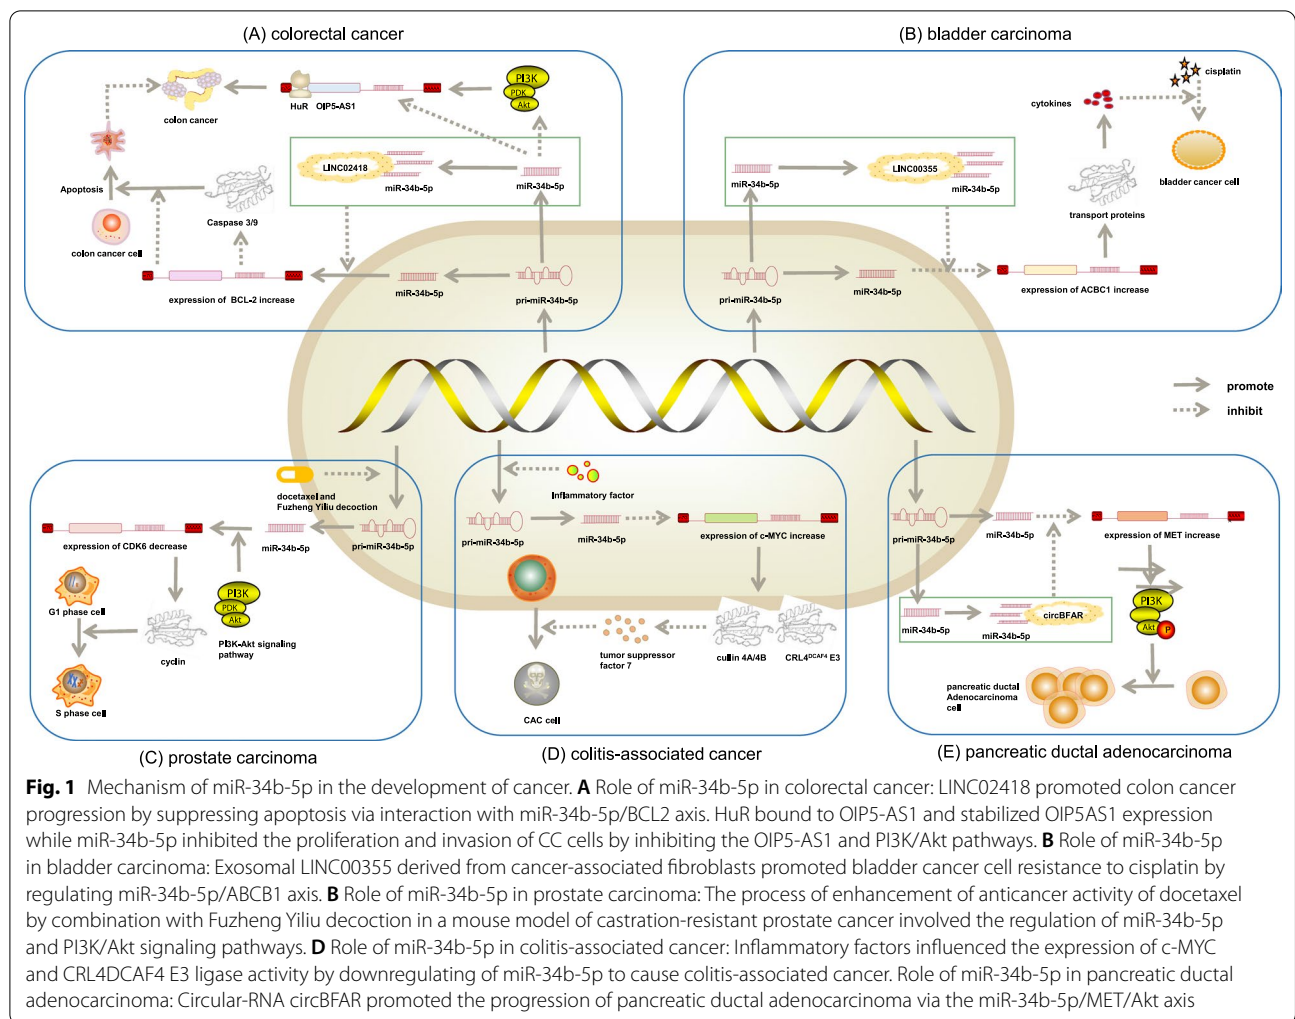 (A) colorectal cancer
PI3K
PDK
Akt
HuR OIP5-AS1
colon cancer
LINC02418
miR-34b-5p
miR-34b-5p
Apoptosis
Caspase 3/9
colon cancer cell
expression of BCL-2 increase
miR-34b-5p
pri-miR-34b-5p
(B) bladder carcinoma
cisplatin
cytokines
LINC00355
miR-34b-5p
miR-34b-5p
bladder cancer cell
transport proteins
pri-miR-34b-5p
miR-34b-5p
expression of ACBC1 increase
promote
inhibit
docetaxel and
Fuzheng Yiliu decoction
expression of CDK6 decrease
miR-34b-5p
pri-miR-34b-5p
G1 phase cell
PI3K
PDK
Akt
PI3K-Akt signaling
pathway
cyclin
S phase cell
(C) prostate carcinoma
Inflammatory factor
pri-miR-34b-5p
miR-34b-5p
expression of c-MYC increase
tumor suppressor
factor 7
cullin 4A/4B
CRL4DCAF4 E3
CAC cell
(D) colitis-associated cancer
pri-miR-34b-5p
miR-34b-5p
expression of MET increase
miR-34b-5p
miR-34b-5p
circBFAR
PI3K
Akt
P
pancreatic ductal
Adenocarcinoma
cell
(E) pancreatic ductal adenocarcinoma
Fig. 1 Mechanism of miR-34b-5p in the development of cancer. A Role of miR-34b-5p in colorectal cancer: LINC02418 promoted colon cancer
progression by suppressing apoptosis via interaction with miR-34b-5p/BCL2 axis. HuR bound to OIP5-AS1 and stabilized OIP5AS1 expression
while miR-34b-5p inhibited the proliferation and invasion of CC cells by inhibiting the OIP5-AS1 and PI3K/Akt pathways. B Role of miR-34b-5p
in bladder carcinoma: Exosomal LINC00355 derived from cancer-associated fibroblasts promoted bladder cancer cell resistance to cisplatin by
regulating miR-34b-5p/ABCB1 axis. B Role of miR-34b-5p in prostate carcinoma: The process of enhancement of anticancer activity of docetaxel
by combination with Fuzheng Yiliu decoction in a mouse model of castration-resistant prostate cancer involved the regulation of miR-34b-5p
and PI3K/Akt signaling pathways. D Role of miR-34b-5p in colitis-associated cancer: Inflammatory factors influenced the expression of c-MYC
and CRL4DCAF4 E3 ligase activity by downregulating of miR-34b-5p to cause colitis-associated cancer. Role of miR-34b-5p in pancreatic ductal
adenocarcinoma: Circular-RNA circBFAR promoted the progression of pancreatic ductal adenocarcinoma via the miR-34b-5p/MET/Akt axis